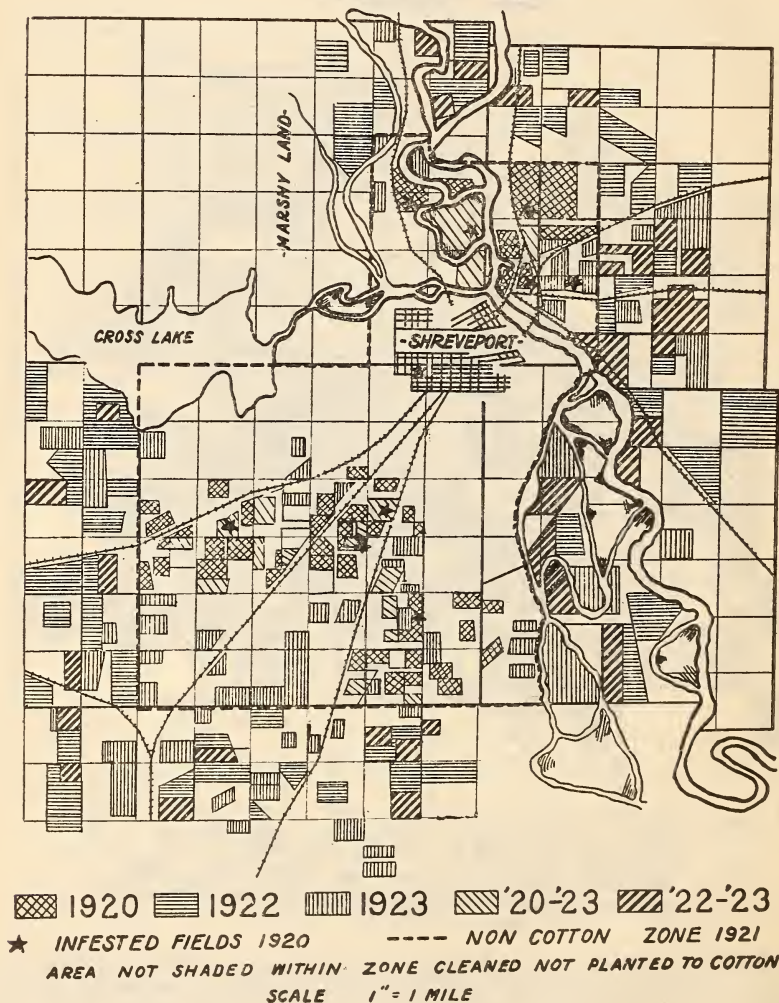 -MARSHY LAND-
CROSS LAKE
-SHREVEPORT-
1920 1922 1923 '20-'23 '22-'23
★ INFESTED FIELDS 1920 ---- NON COTTON ZONE 1921
AREA NOT SHADED WITHIN ZONE CLEANED NOT PLANTED TO COTTON
SCALE 1"= 1 MILE